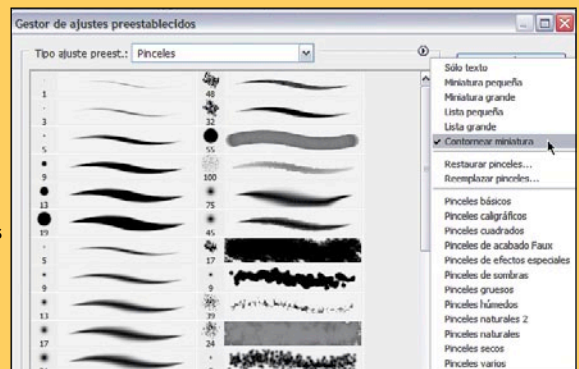 Gestor de ajustes preestablecidos
Tipo ajuste preest.: Pinceles
1
3
5
9
13
19
5
9
13
17
48
32
55
100
75
45
17
9
39
24
Sólo texto
Miniatura pequeña
Miniatura grande
Lista pequeña
Lista grande
Contornear miniatura
Restaurar pinceles...
Reemplazar pinceles...
Pinceles básicos
Pinceles caligráficos
Pinceles cuadrados
Pinceles de acabado Faux
Pinceles de efectos especiales
Pinceles de sombras
Pinceles gruesos
Pinceles húmedos
Pinceles naturales 2
Pinceles naturales
Pinceles secos
Pinceles varios
s